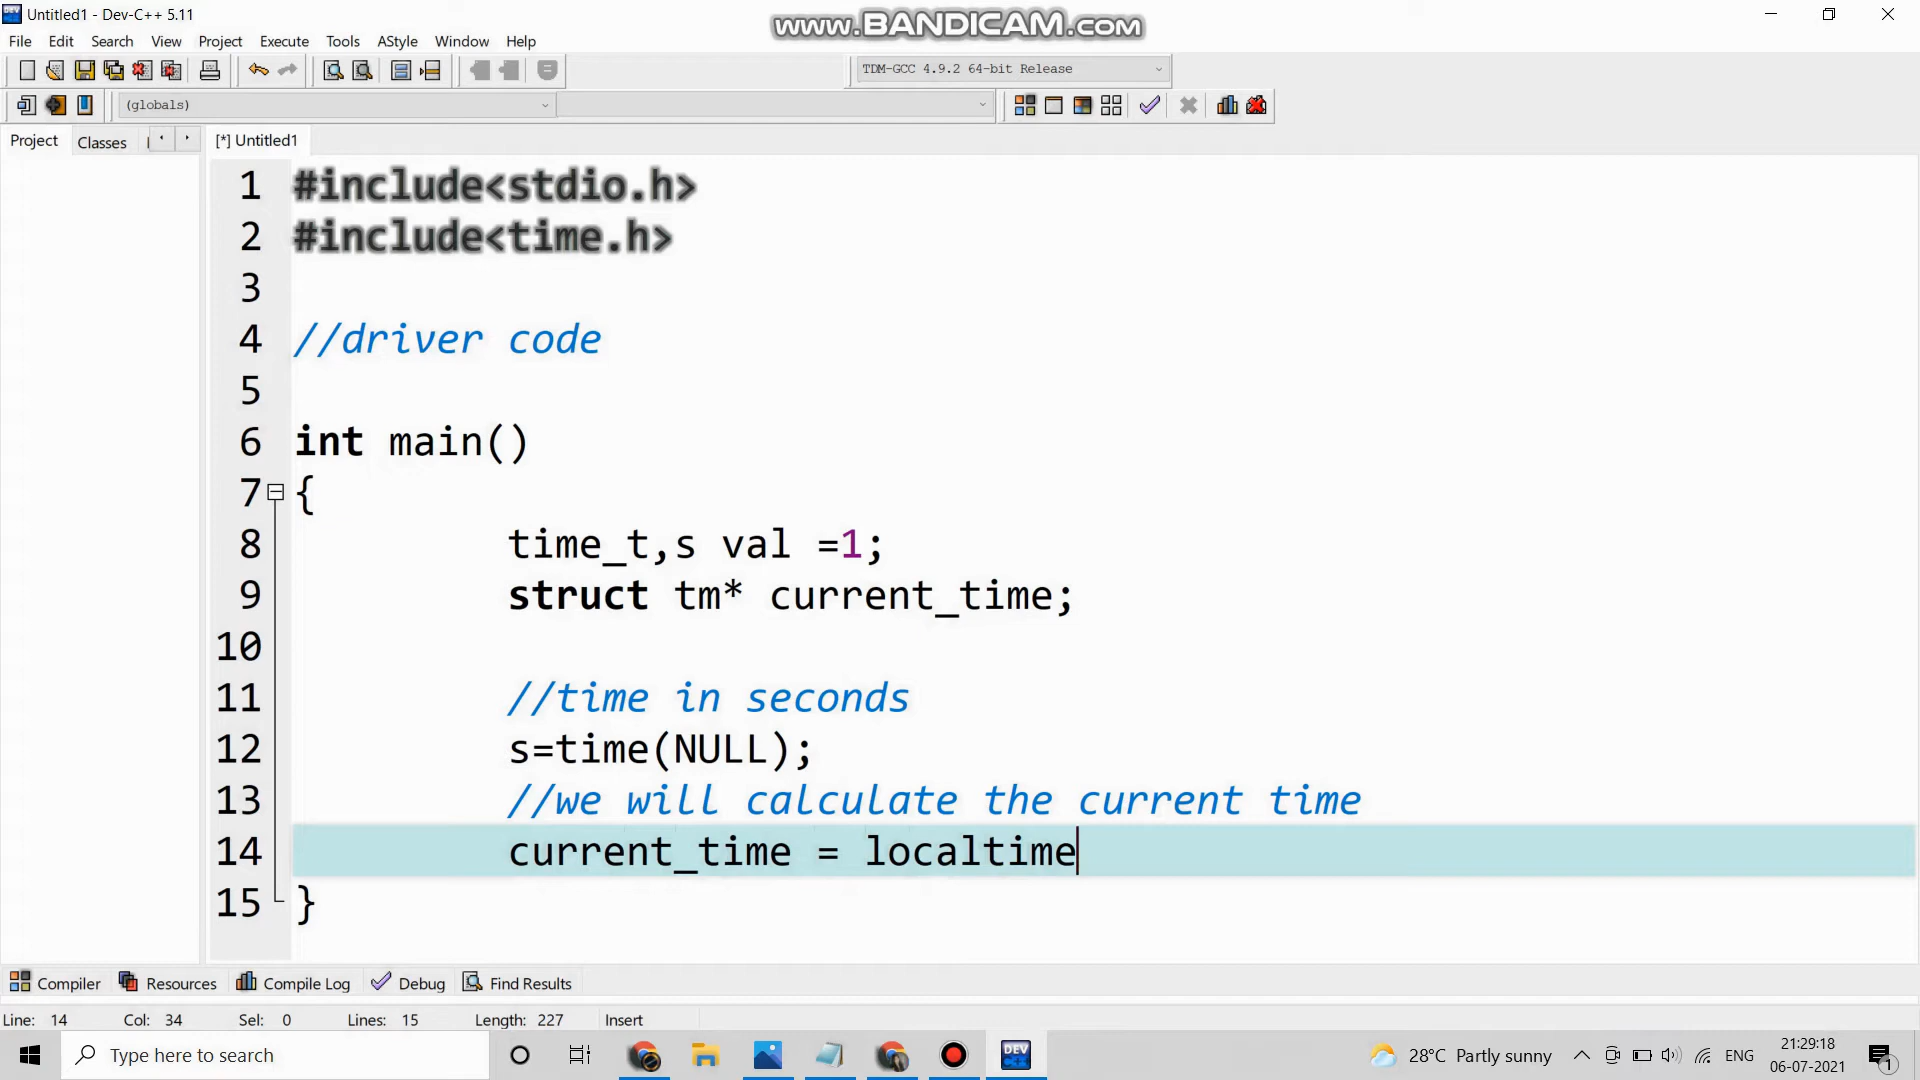 Untitled1 - Dev-C++ 5.11
www.BANDICAM.com
File Edit Search View Project Execute Tools AStyle Window Help
TDM-GCC 4.9.2 64-bit Release
(globals)
Project Classes [*] Untitled1
1 #include<stdio.h>
2 #include<time.h>
3
4 //driver code
5
6 int main()
7 {
8 time_t,s val =1;
9 struct tm* current_time;
10
11 //time in seconds
12 s=time(NULL);
13 //we will calculate the current time
14 current_time = localtime
15 }
Compiler Resources Compile Log Debug Find Results
Line: 14 Col: 34 Sel: 0 Lines: 15 Length: 227 Insert
Type here to search
DEV
28°C Partly sunny
ENG
21:29:18
06-07-2021
1